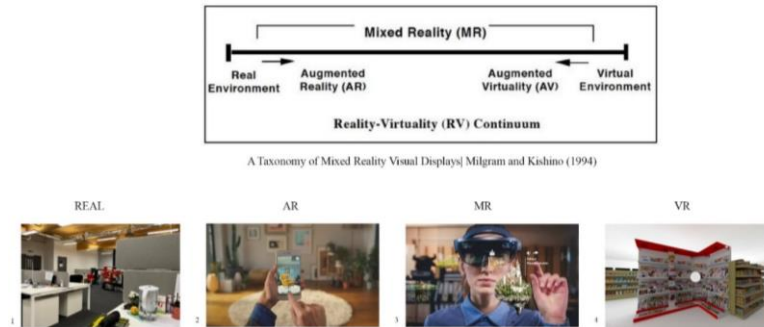 Mixed Reality (MR)
Real
Environment
Augmented
Reality (AR)
Augmented
Virtuality (AV)
Virtual
Environment
Reality-Virtuality (RV) Continuum
A Taxonomy of Mixed Reality Visual Displays| Milgram and Kishino (1994)
REAL
AR
MR
VR
1
2
3
4